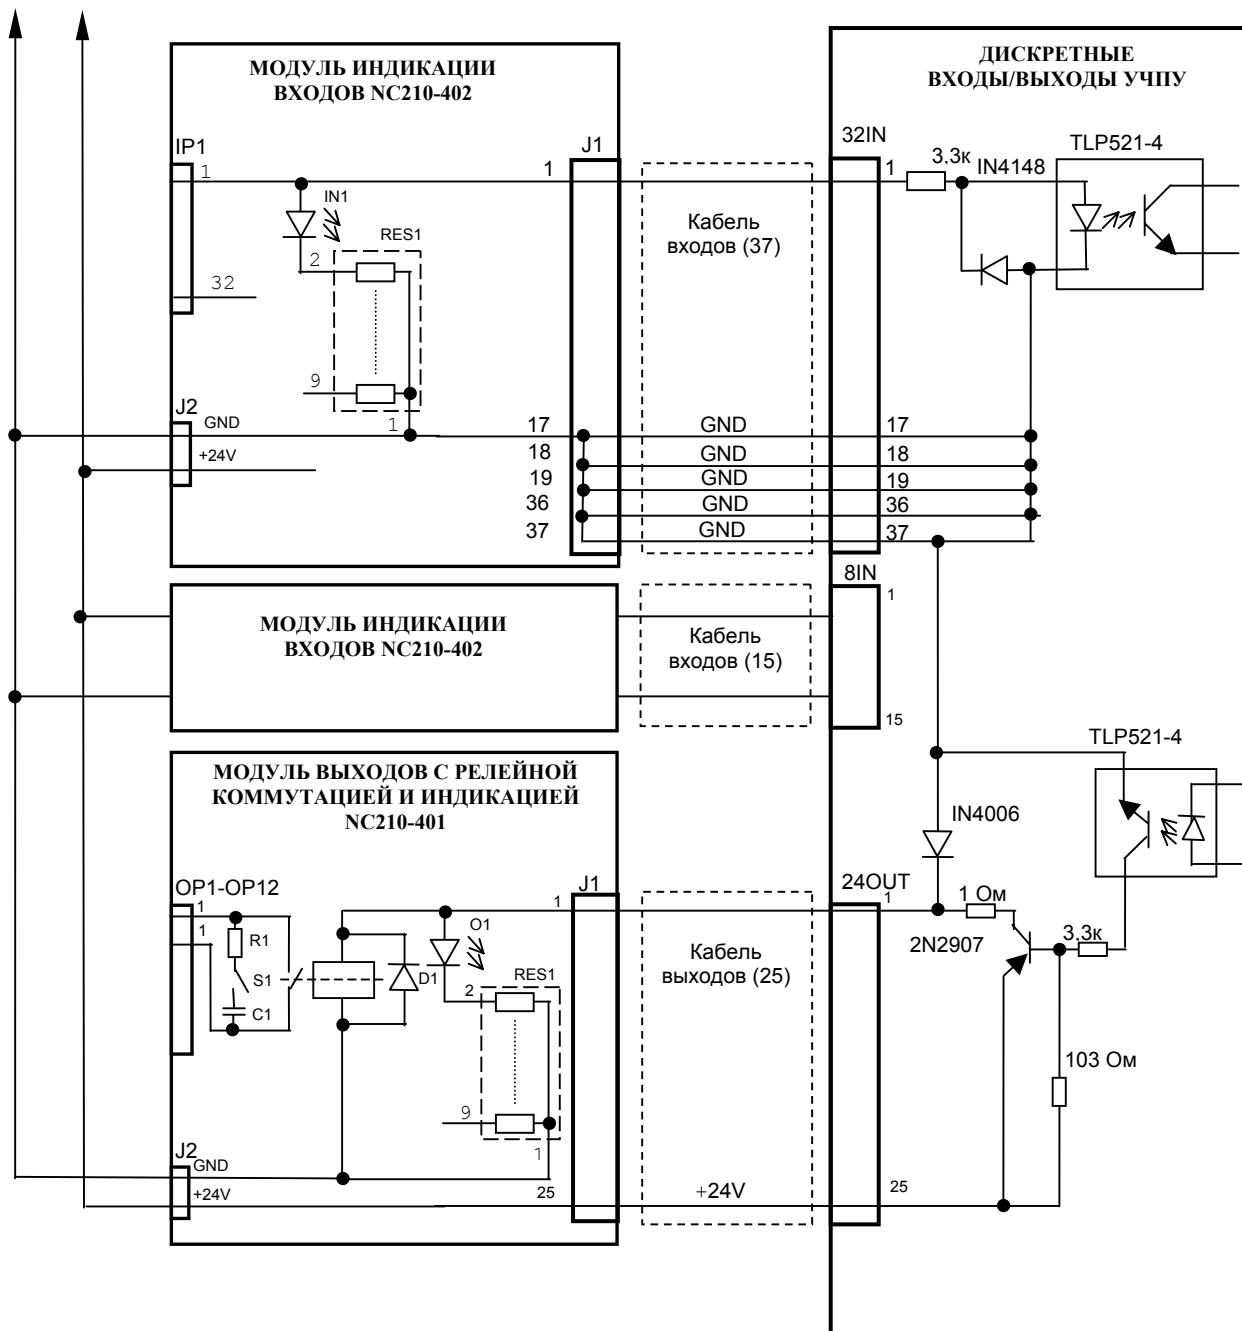 МОДУЛЬ ИНДИКАЦИИ
ВХОДОВ NC210-402
IP1
1
32
IN1
RES1
2
9
1
J2
GND
+24V
J1
1
17
18
19
36
37
Кабель
входов (37)
GND
GND
GND
GND
GND
ДИСКРЕТНЫЕ
ВХОДЫ/ВЫХОДЫ УЧПУ
32IN
1
3.3к
IN4148
TLP521-4
17
18
19
36
37
МОДУЛЬ ИНДИКАЦИИ
ВХОДОВ NC210-402
Кабель
входов (15)
8IN
1
15
МОДУЛЬ ВЫХОДОВ С РЕЛЕЙНОЙ
КОММУТАЦИЕЙ И ИНДИКАЦИЕЙ
NC210-401
OP1-OP12
1
1
R1
S1
C1
D1
O1
RES1
2
9
1
J1
1
25
J2
GND
+24V
Кабель
выходов (25)
+24V
24OUT
1
25
TLP521-4
IN4006
1 Ом
2N2907
3.3к
103 Ом